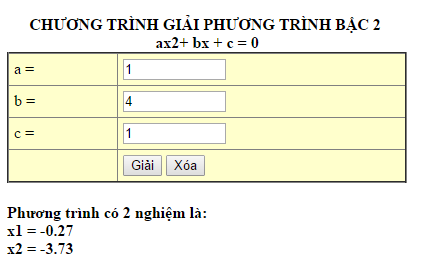 CHƯƠNG TRÌNH GIẢI PHƯƠNG TRÌNH BẬC 2
ax2+ bx + c = 0
a = 1
b = 4
c = 1
Giải Xóa
Phương trình có 2 nghiệm là:
x1 = -0.27
x2 = -3.73